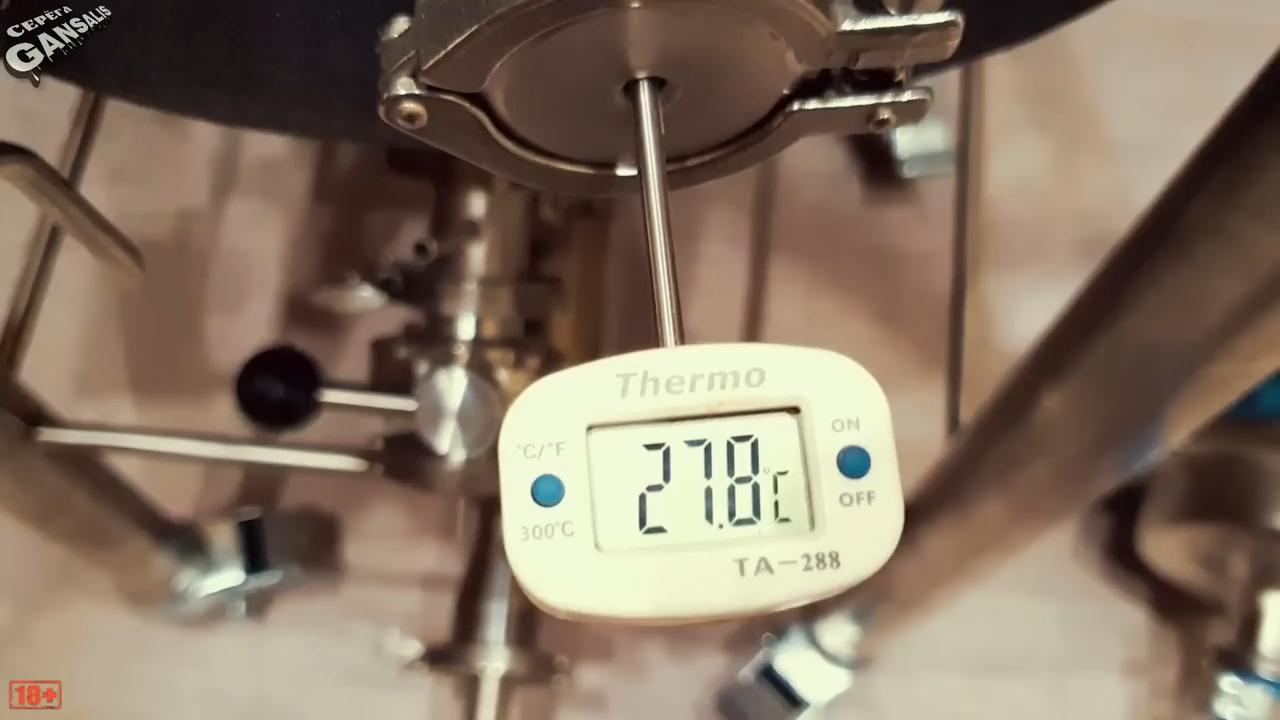 СЕРЁГА
GANSALIS
Thermo
°C/°F
ON
27.8°C
300°C
OFF
TA-288
18+